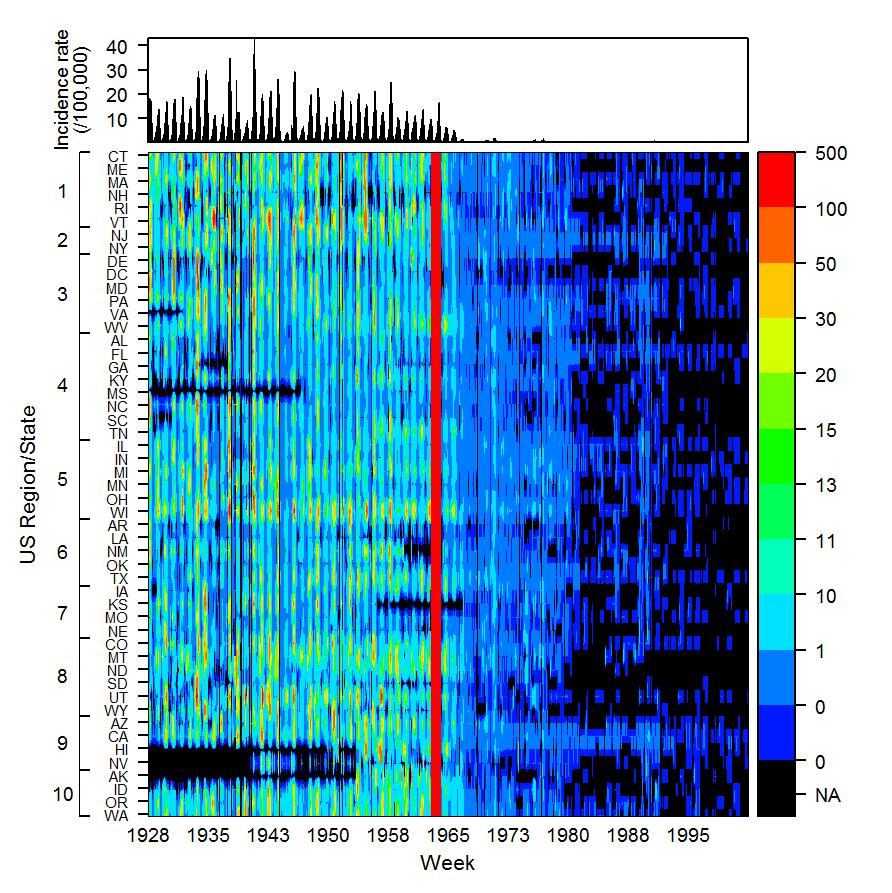 Incidence rate
(/100,000)
40
30
20
10
US Region/State
1
2
3
4
5
6
7
8
9
10
CT
ME
MA
NH
RI
VT
NJ
NY
DE
DC
MD
PA
VA
WV
AL
FL
GA
KY
MS
NC
SC
TN
IL
IN
MI
MN
OH
WI
AR
LA
NM
OK
TX
IA
KS
MO
NE
CO
MT
ND
SD
UT
WY
AZ
CA
HI
NV
AK
ID
OR
WA
500
100
50
30
20
15
13
11
10
1
0
0
NA
1928 1935 1943 1950 1958 1965 1973 1980 1988 1995
Week